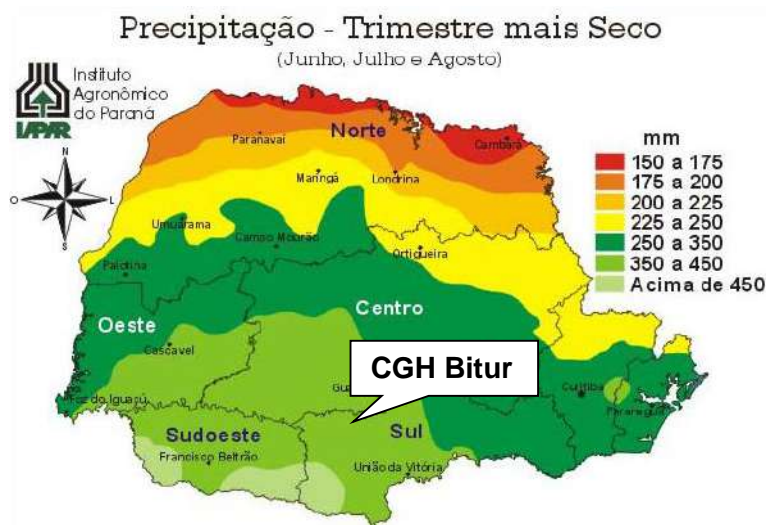 Precipitação - Trimestre mais Seco
(Junho, Julho e Agosto)
Instituto
Agronômico
do Paraná
IAPAR
N
O
L
S
mm
150 a 175
175 a 200
200 a 225
225 a 250
250 a 350
350 a 450
Acima de 450
Norte
Paranavaí
Cambará
Maringá
Londrina
Umuarama
Campo Mourão
Ortigueira
Palotina
Oeste
Centro
Cascavel
CGH Bitur
Curitiba
Foz do Iguaçú
Paranaguá
Sudoeste
Sul
Francisco Beltrão
União da Vitória